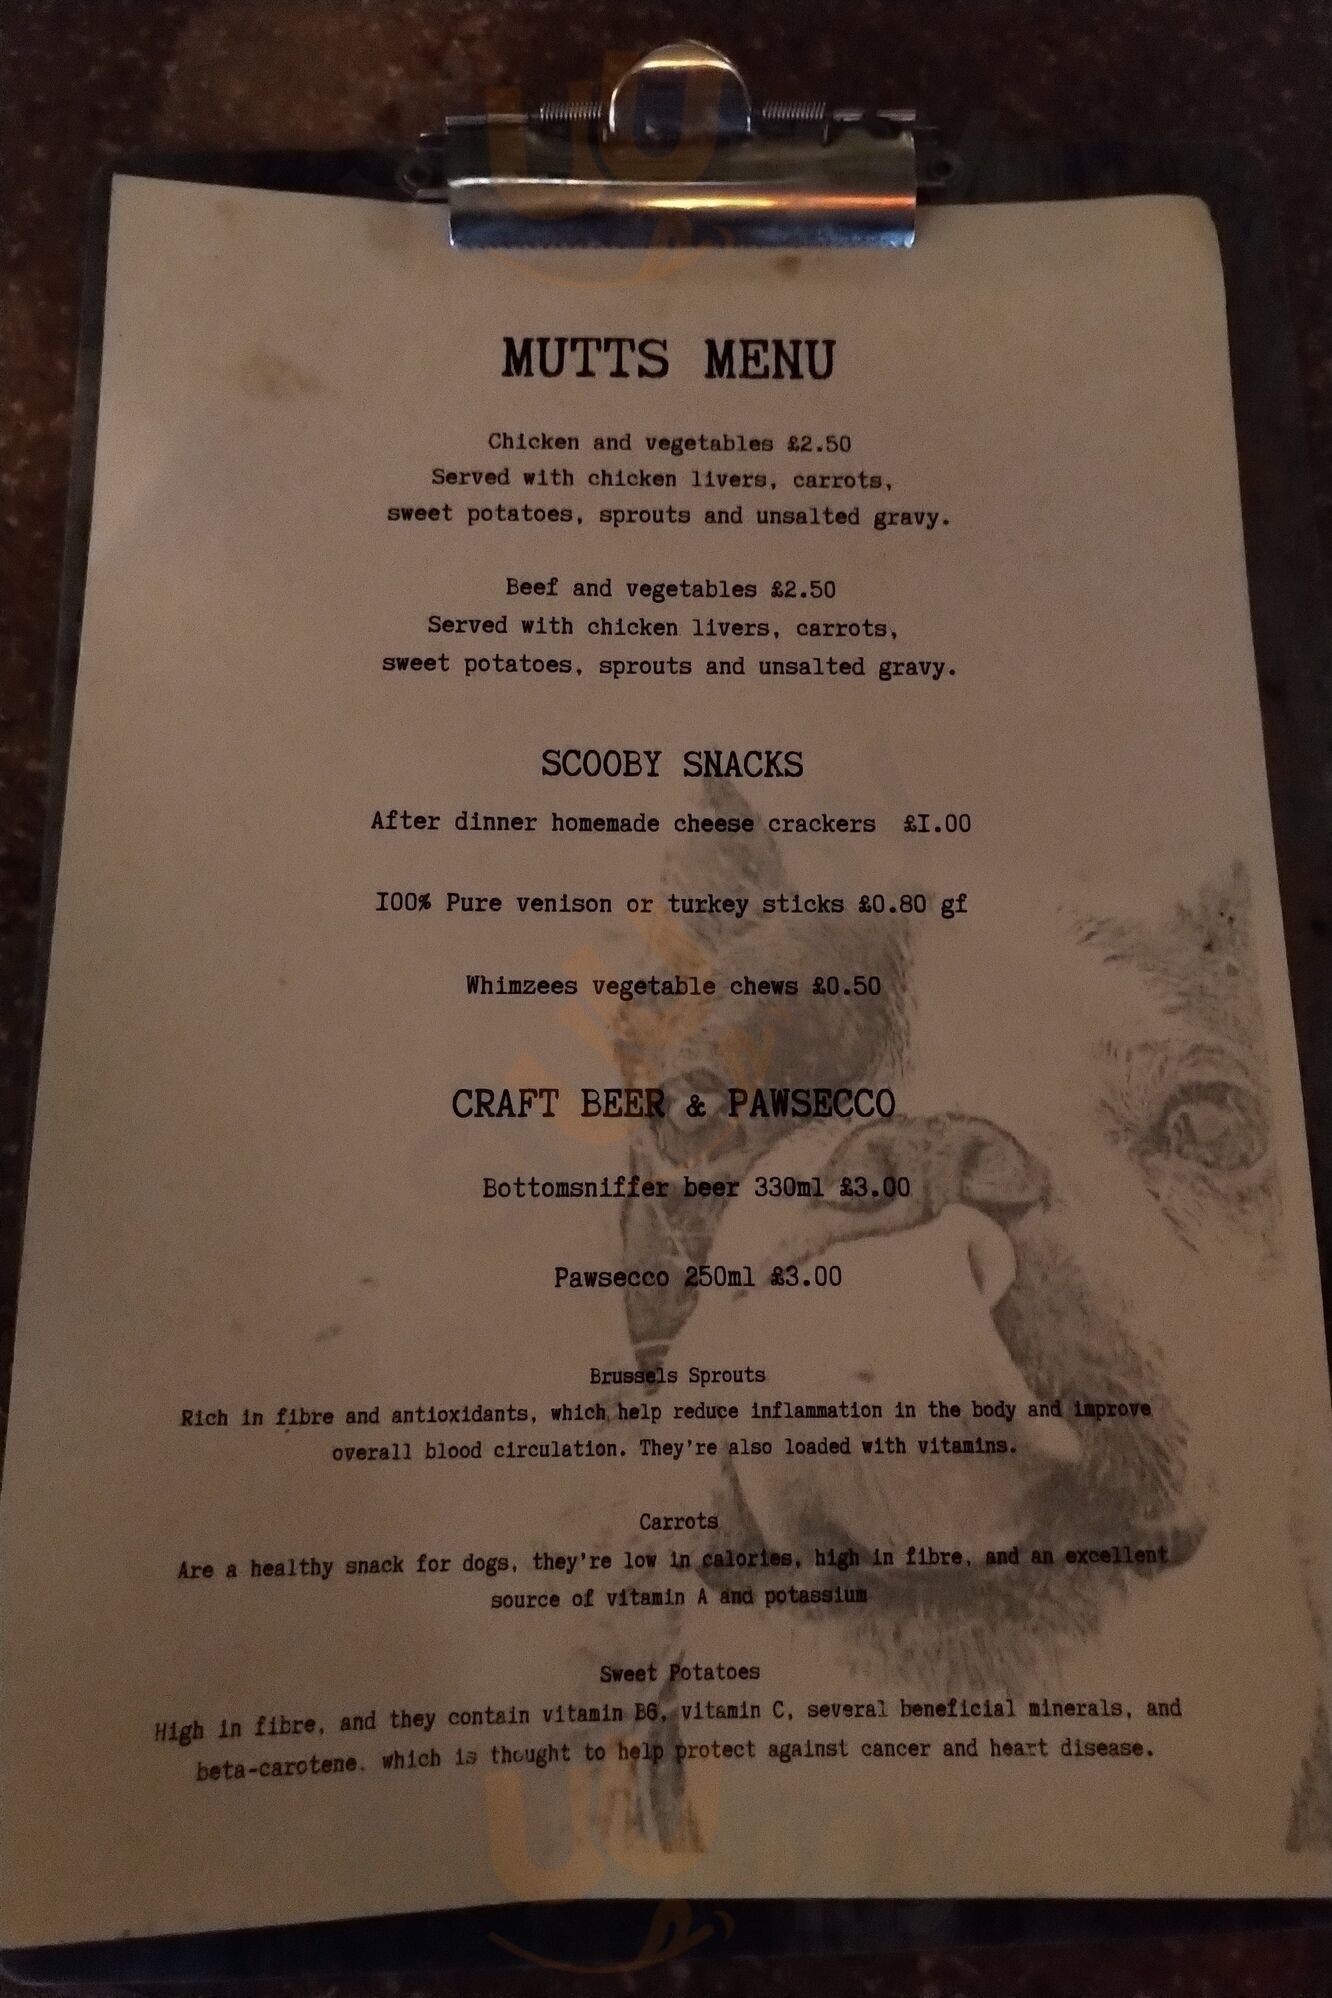 MUTTS MENU
Chicken and vegetables £2.50
Served with chicken livers, carrots,
sweet potatoes, sprouts and unsalted gravy.
Beef and vegetables £2.50
Served with chicken livers, carrots,
sweet potatoes, sprouts and unsalted gravy.
SCOOBY SNACKS
After dinner homemade cheese crackers £I.00
I00% Pure venison or turkey sticks £0.80 gf
Whimzees vegetable chews £0.50
CRAFT BEER & PAWSECCO
Bottomsniffer beer 330ml £3.00
Pawsecco 250ml £3.00
Brussels Sprouts
Rich in fibre and antioxidants, which help reduce inflammation in the body and improve
overall blood circulation. They're also loaded with vitamins.
Carrots
Are a healthy snack for dogs, they're low in calories, high in fibre, and an excellent
source of vitamin A and potassium
Sweet Potatoes
High in fibre, and they contain vitamin B6, vitamin C, several beneficial minerals, and
beta-carotene. which is thought to help protect against cancer and heart disease.